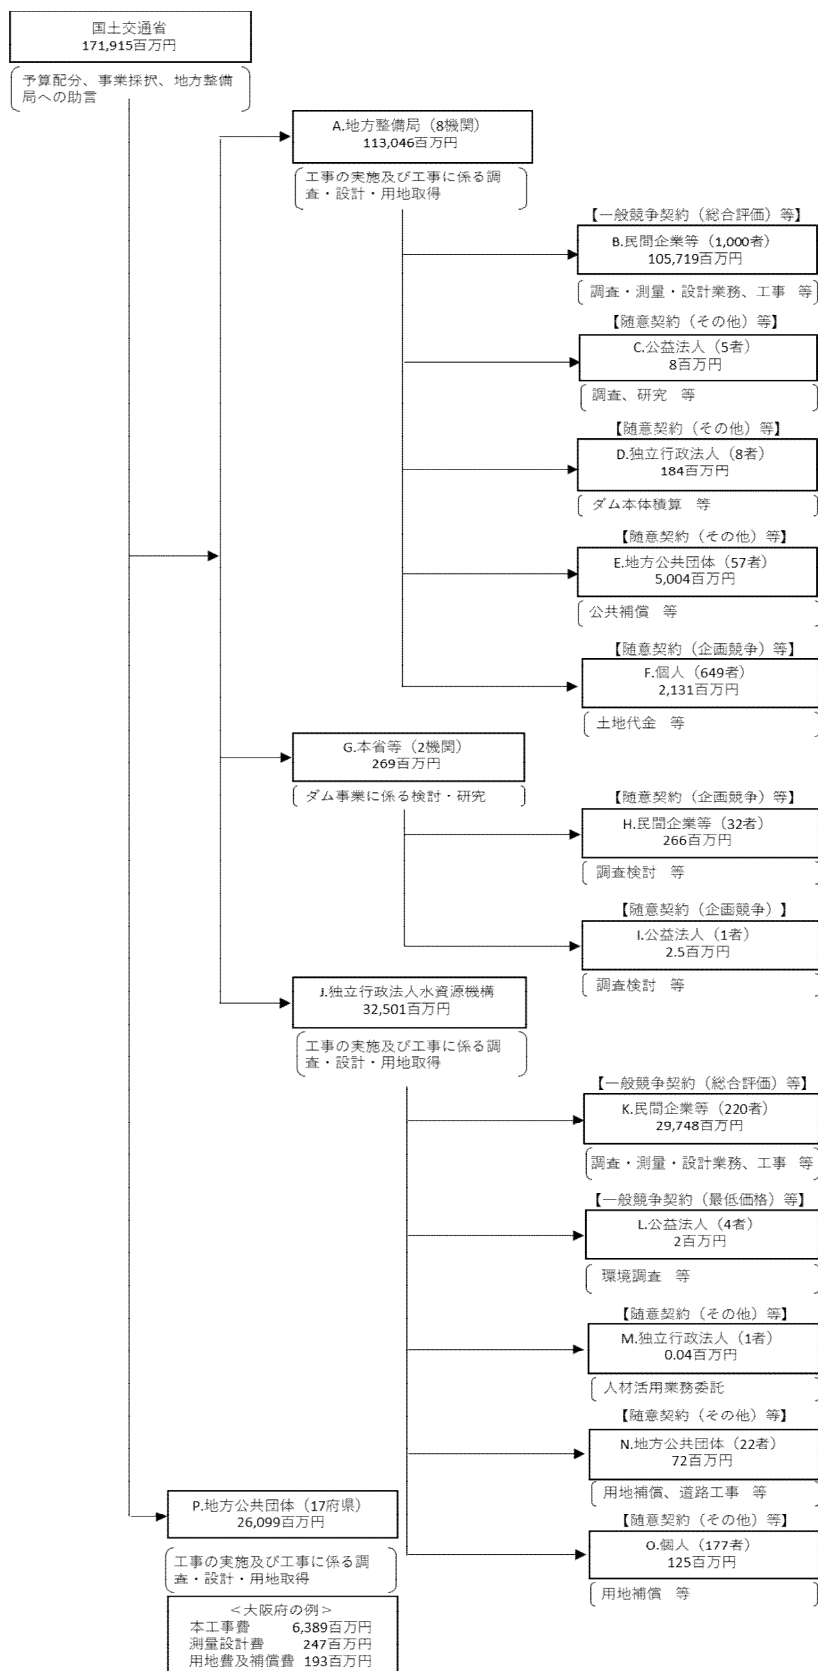 国土交通省
171,915百万円
予算配分、事業採択、地方整備
局への助言
A.地方整備局（8機関）
113,046百万円
工事の実施及び工事に係る調
査・設計・用地取得
【一般競争契約（総合評価）等】
B.民間企業等（1,000者）
105,719百万円
調査・測量・設計業務、工事　等
【随意契約（その他）等】
C.公益法人（5者）
8百万円
調査、研究　等
【随意契約（その他）等】
D.独立行政法人（8者）
184百万円
ダム本体積算　等
【随意契約（その他）等】
E.地方公共団体（57者）
5,004百万円
公共補償　等
【随意契約（企画競争）等】
F.個人（649者）
2,131百万円
土地代金　等
G.本省等（2機関）
269百万円
ダム事業に係る検討・研究
【随意契約（企画競争）等】
H.民間企業等（32者）
266百万円
調査検討　等
【随意契約（企画競争）】
I.公益法人（1者）
2.5百万円
調査検討　等
J.独立行政法人水資源機構
32,501百万円
工事の実施及び工事に係る調
査・設計・用地取得
【一般競争契約（総合評価）等】
K.民間企業等（220者）
29,748百万円
調査・測量・設計業務、工事　等
【一般競争契約（最低価格）等】
L.公益法人（4者）
2百万円
環境調査　等
【随意契約（その他）等】
M.独立行政法人（1者）
0.04百万円
人材活用業務委託
【随意契約（その他）等】
N.地方公共団体（22者）
72百万円
用地補償、道路工事　等
【随意契約（その他）等】
O.個人（177者）
125百万円
用地補償　等
P.地方公共団体（17府県）
26,099百万円
工事の実施及び工事に係る調
査・設計・用地取得
＜大阪府の例＞
本工事費　6,389百万円
測量設計費　247百万円
用地費及補償費 193百万円